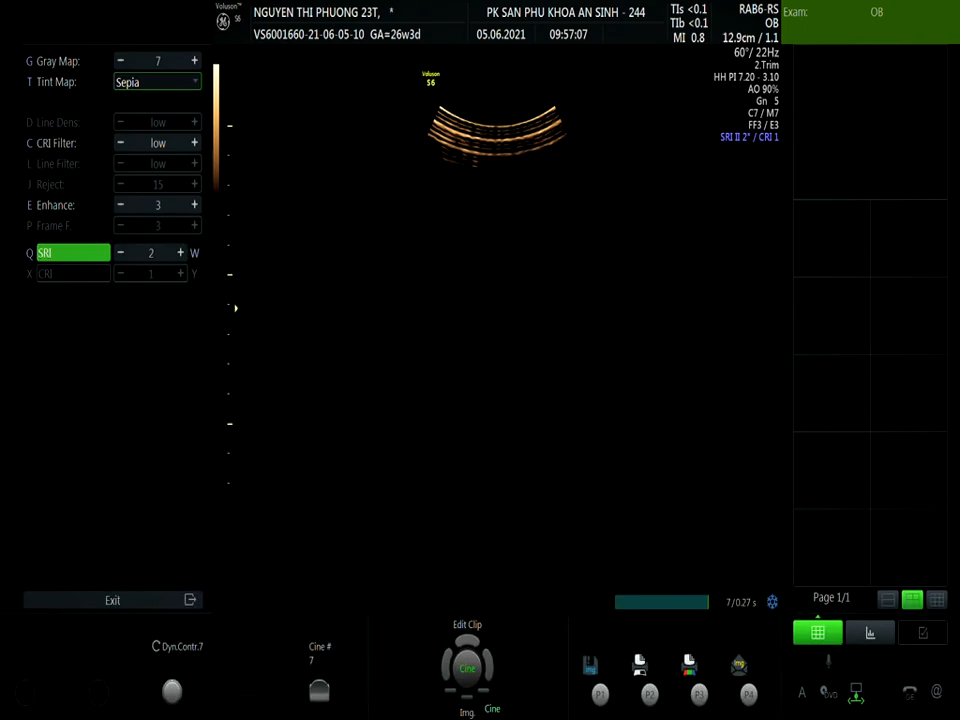 Voluson™
S6
NGUYEN THI PHUONG 23T, *
PK SAN PHU KHOA AN SINH - 244
TIs <0.1
TIb <0.1
MI 0.8
RAB6-RS
OB
12.9cm / 1.1
VS6001660-21-06-05-10 GA=26w3d
05.06.2021
09:57:07
Exam: OB
60°/ 22Hz
2.Trim
HH PI 7.20 - 3.10
AO 90%
Gn 5
C7 / M7
FF3 / E3
SRI II 2* / CRI 1
Voluson
S6
G Gray Map: − 7 +
T Tint Map: Sepia
D Line Dens: − low +
C CRI Filter: − low +
L Line Filter: − low +
J Reject: − 15 +
E Enhance: − 3 +
P Frame F. − 3 +
Q SRI − 2 + W
X CRI − 1 + Y
Exit
7/0.27 s
Page 1/1
C Dyn.Contr.7
Cine #
7
Edit Clip
Cine
Img.
Cine
Img
P1
P2
P3
P4
A
DVD
@